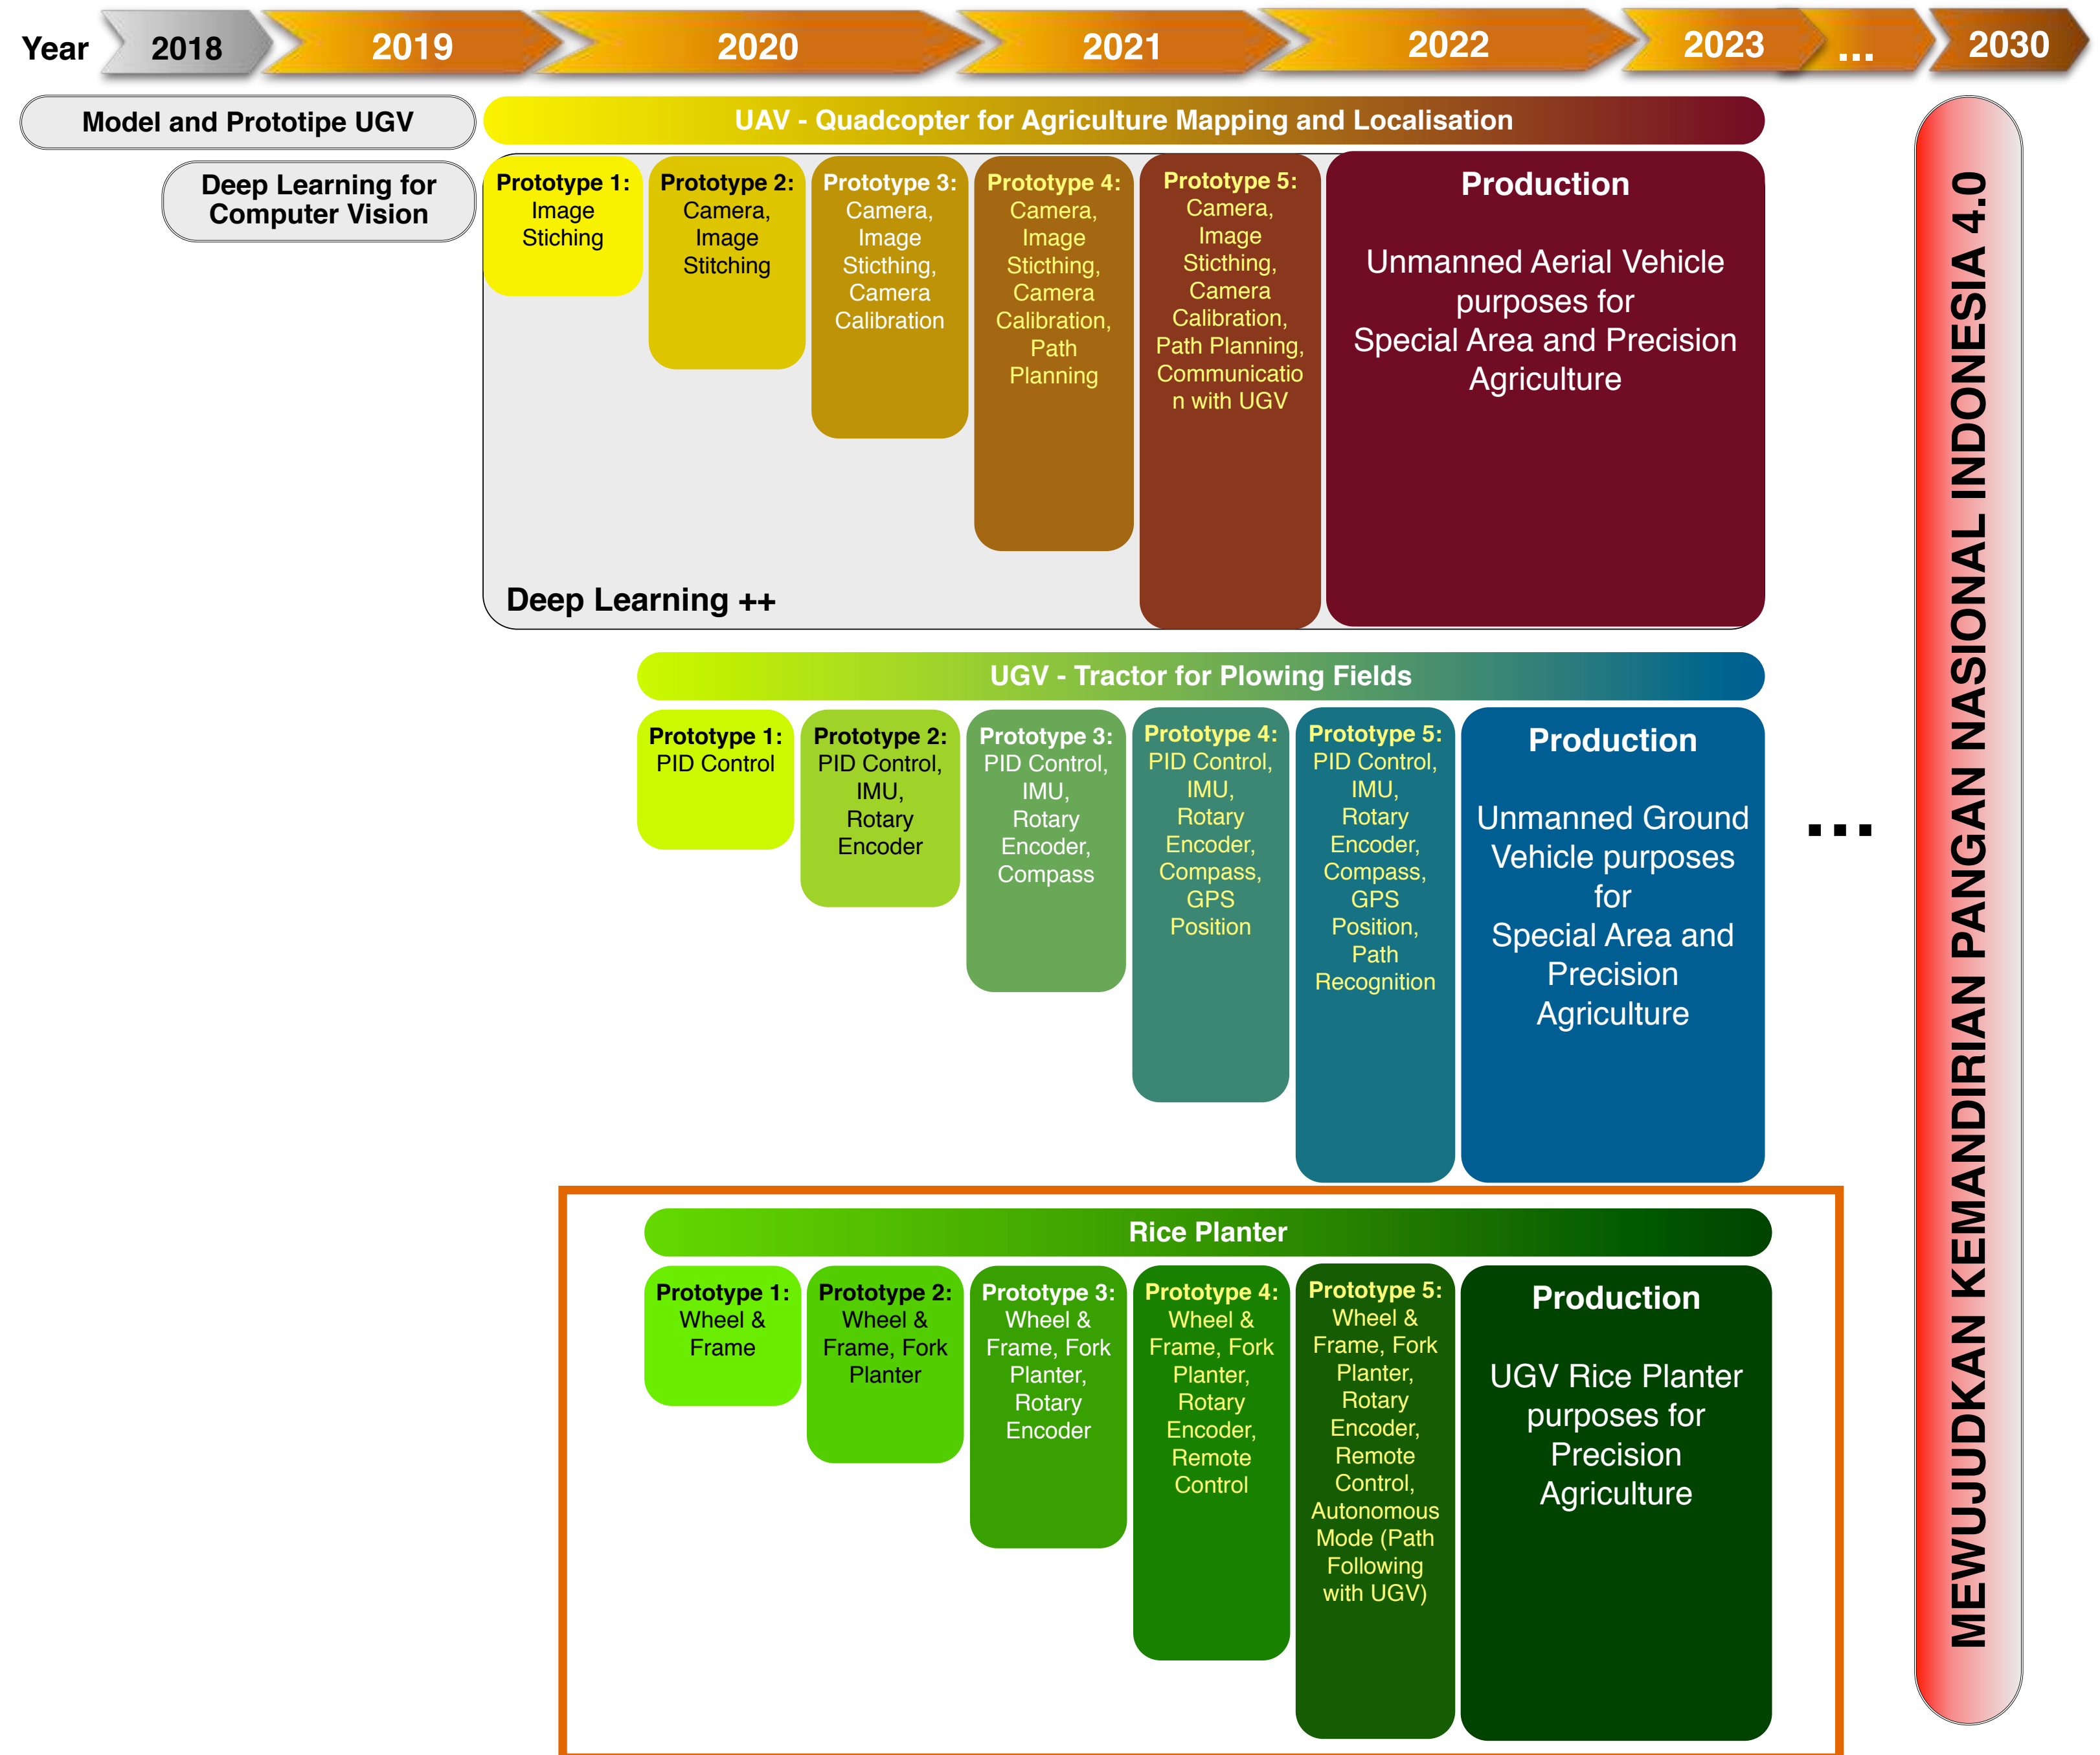 Year
2018
2019
2020
2021
2022
2023
...
2030
Model and Prototipe UGV
Deep Learning for
Computer Vision
UAV - Quadcopter for Agriculture Mapping and Localisation
Prototype 1:
Image
Stiching
Prototype 2:
Camera,
Image
Stitching
Prototype 3:
Camera,
Image
Sticthing,
Camera
Calibration
Prototype 4:
Camera,
Image
Sticthing,
Camera
Calibration,
Path
Planning
Prototype 5:
Camera,
Image
Sticthing,
Camera
Calibration,
Path Planning,
Communicatio
n with UGV
Production
Unmanned Aerial Vehicle
purposes for
Special Area and Precision
Agriculture
Deep Learning ++
UGV - Tractor for Plowing Fields
Prototype 1:
PID Control
Prototype 2:
PID Control,
IMU,
Rotary
Encoder
Prototype 3:
PID Control,
IMU,
Rotary
Encoder,
Compass
Prototype 4:
PID Control,
IMU,
Rotary
Encoder,
Compass,
GPS
Position
Prototype 5:
PID Control,
IMU,
Rotary
Encoder,
Compass,
GPS
Position,
Path
Recognition
Production
Unmanned Ground
Vehicle purposes
for
Special Area and
Precision
Agriculture
...
Rice Planter
Prototype 1:
Wheel &
Frame
Prototype 2:
Wheel &
Frame, Fork
Planter
Prototype 3:
Wheel &
Frame, Fork
Planter,
Rotary
Encoder
Prototype 4:
Wheel &
Frame, Fork
Planter,
Rotary
Encoder,
Remote
Control
Prototype 5:
Wheel &
Frame, Fork
Planter,
Rotary
Encoder,
Remote
Control,
Autonomous
Mode (Path
Following
with UGV)
Production
UGV Rice Planter
purposes for
Precision
Agriculture
MEWUJUDKAN KEMANDIRIAN PANGAN NASIONAL INDONESIA 4.0